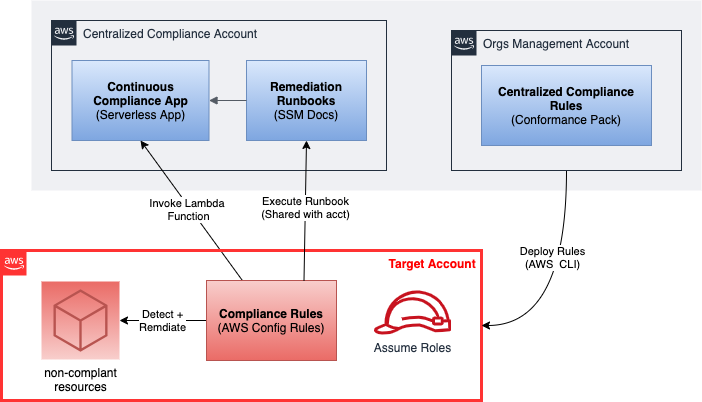 aws
Centralized Compliance Account
Continuous
Compliance App
(Serverless App)
Remediation
Runbooks
(SSM Docs)
aws
Orgs Management Account
Centralized Compliance
Rules
(Conformance Pack)
Invoke Lambda
Function
Execute Runbook
(Shared with acct)
Deploy Rules
(AWS CLI)
aws
Target Account
Detect +
Remdiate
Compliance Rules
(AWS Config Rules)
Assume Roles
non-complant
resources